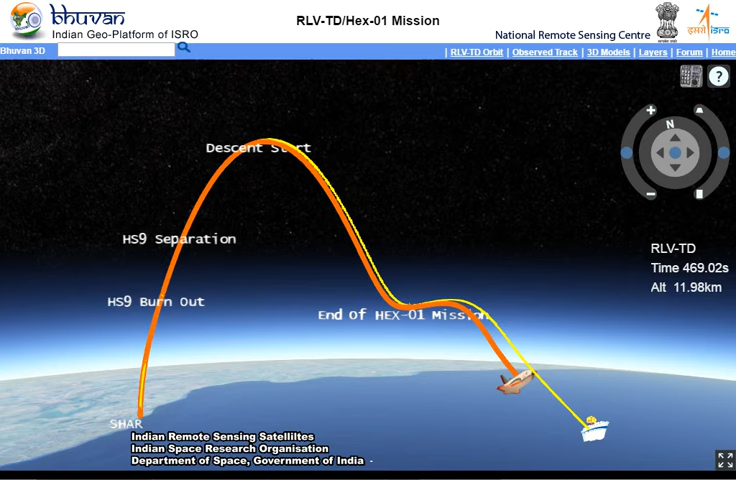 bhuvan
Indian Geo-Platform of ISRO
RLV-TD/Hex-01 Mission
National Remote Sensing Centre
इसरो isro
Bhuvan 3D
| RLV-TD Orbit | Observed Track | 3D Models | Layers | Forum | Home
?
N
Descent Start
HS9 Separation
HS9 Burn Out
End Of HEX-01 Mission
RLV-TD
Time 469.02s
Alt 11.98km
SHAR
Indian Remote Sensing Satelliltes
Indian Space Research Organisation
Department of Space, Government of India